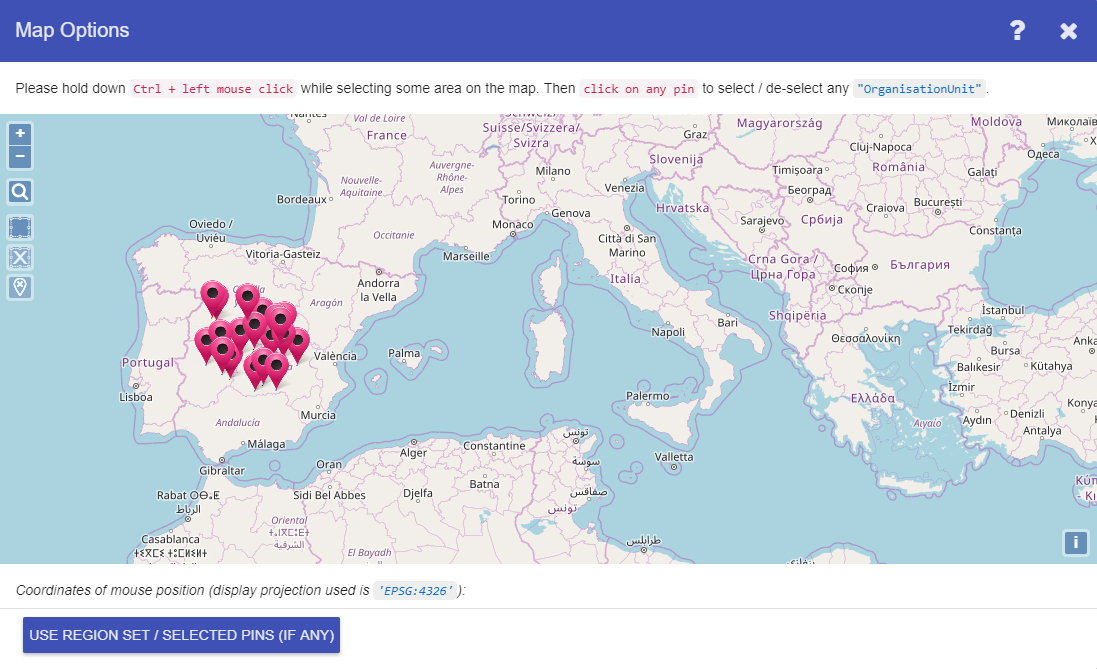 Map Options
?
Please hold down Ctrl + left mouse click while selecting some area on the map. Then click on any pin to select / de-select any "OrganisationUnit".
Nantes
Val de Loire
France
Suisse/Svizzera/
Svizra
Graz
Magyarország
Moldova
Cluj-Napoca
Одеса
Auvergne-
Rhône-
Alpes
Nouvelle-
Aquitaine
Milano
Slovenija
Timișoara
România
Galați
Bordeaux
Torino
Venezia
Београд
București
Genova
Hrvatska
Craiova
Oviedo /
Uviéu
Occitanie
Monaco
Sarajevo
Србија
Constanța
Vitoria-Gasteiz
Marseille
Città di San
Marino
Crna Gora /
Црна Гора
София
България
Andorra
la Vella
Italia
Скопје
Aragón
İstanbul
Shqipëria
Bari
Tekirdağ
Napoli
Θεσσαλονίκη
Bursa
Portugal
València
Palma
Balıkesir
Kütahya
İzmir
Lisboa
Palermo
Ελλάδα
Murcia
Andalucía
Αιγαίο
Aydın
Denizli
Konya
Antalya
Málaga
Alger
Constantine
تونس
Gibraltar
Oran
Valletta
سوسة
Batna
Rabat ⵔⴱⴰⵟ
الرباط
Sidi Bel Abbes
Djelfa
صفاقس
تونس
Oriental
الشرقية
Casablanca
El Bayadh
طرابلس
i
Coordinates of mouse position (display projection used is 'EPSG:4326'):
USE REGION SET / SELECTED PINS (IF ANY)